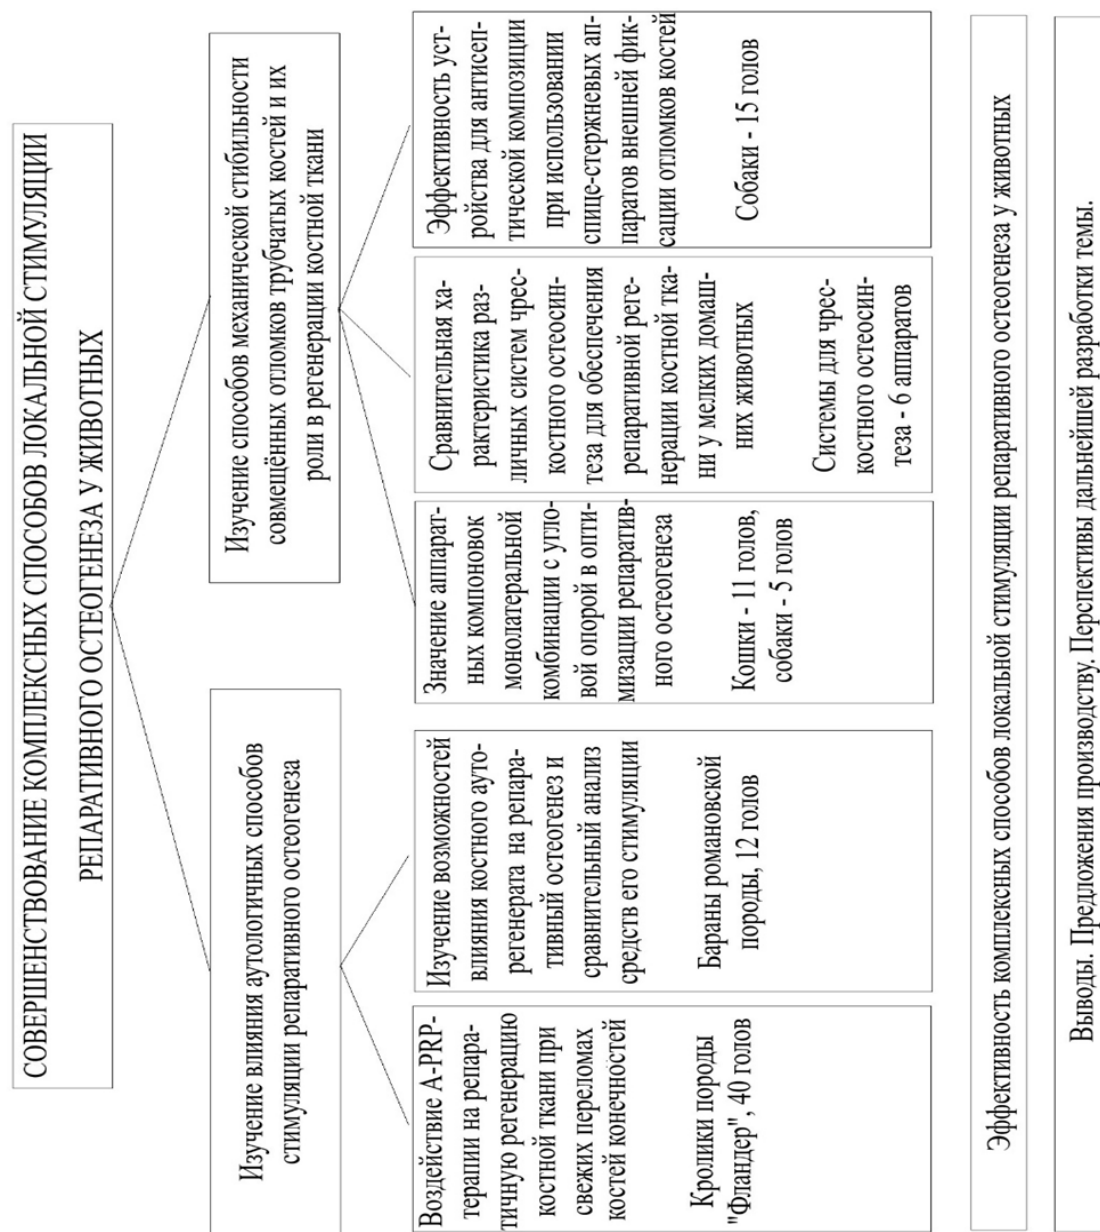 СОВЕРШЕНСТВОВАНИЕ КОМПЛЕКСНЫХ СПОСОБОВ ЛОКАЛЬНОЙ СТИМУЛЯЦИИ
РЕПАРАТИВНОГО ОСТЕОГЕНЕЗА У ЖИВОТНЫХ
Изучение влияния аутологичных способов
стимуляции репаративного остеогенеза
Изучение способов механической стибильности
совмещённых отломков трубчатых костей и их
роли в регенерации костной ткани
Воздействие A-PRP-
терапии на репара-
тичную регенерацию
костной ткани при
свежих переломах
костей конечностей
Кролики породы
"Фландер", 40 голов
Изучение возможностей
влияния костного ауто-
регенерата на репара-
тивный остеогенез и
сравнительный анализ
средств его стимуляции
Бараны романовской
породы, 12 голов
Значение аппарат-
ных компоновок
монолатеральной
комбинации с угло-
вой опорой в опти-
мизации репаратив-
ного остеогенеза
Кошки - 11 голов,
собаки - 5 голов
Сравнительная ха-
рактеристика раз-
личных систем чрес-
костного остеосин-
теза для обеспечения
репаративной реге-
нерации костной тка-
ни у мелких домаш-
них животных
Системы для чрес-
костного остеосин-
теза - 6 аппаратов
Эффективность уст-
ройства для антисеп-
тической композиции
при использовании
спице-стержневых ап-
паратов внешней фик-
сации отломков костей
Собаки - 15 голов
Эффективность комплексных способов локальной стимуляции репаративного остеогенеза у животных
Выводы. Предложения производству. Перспективы дальнейшей разработки темы.